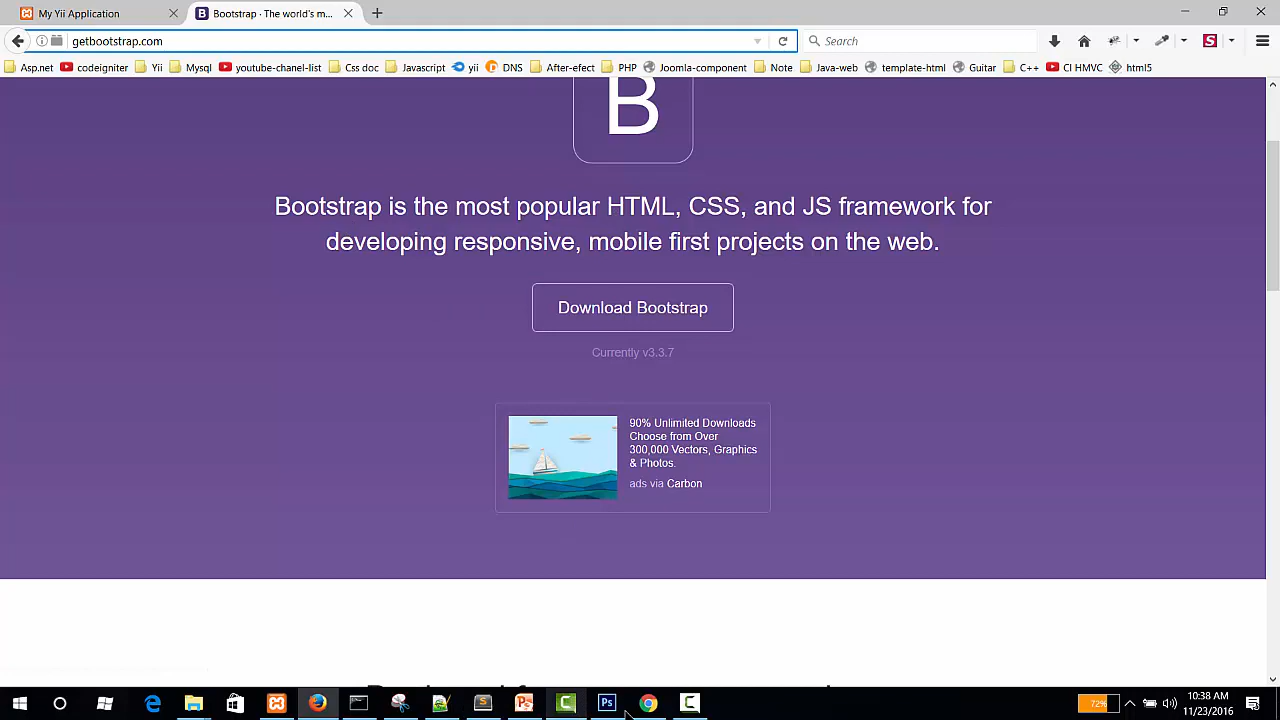 My Yii Application
Bootstrap · The world's m...
getbootstrap.com
Search
Asp.net codeigniter Yii Mysql youtube-chanel-list Css doc Javascript yii DNS After-efect PHP Joomla-component Note Java-web template-html Guitar C++ CI HMVC html5
B
Bootstrap is the most popular HTML, CSS, and JS framework for
developing responsive, mobile first projects on the web.
Download Bootstrap
Currently v3.3.7
90% Unlimited Downloads
Choose from Over
300,000 Vectors, Graphics
& Photos.
ads via Carbon
72%
10:38 AM
11/23/2016